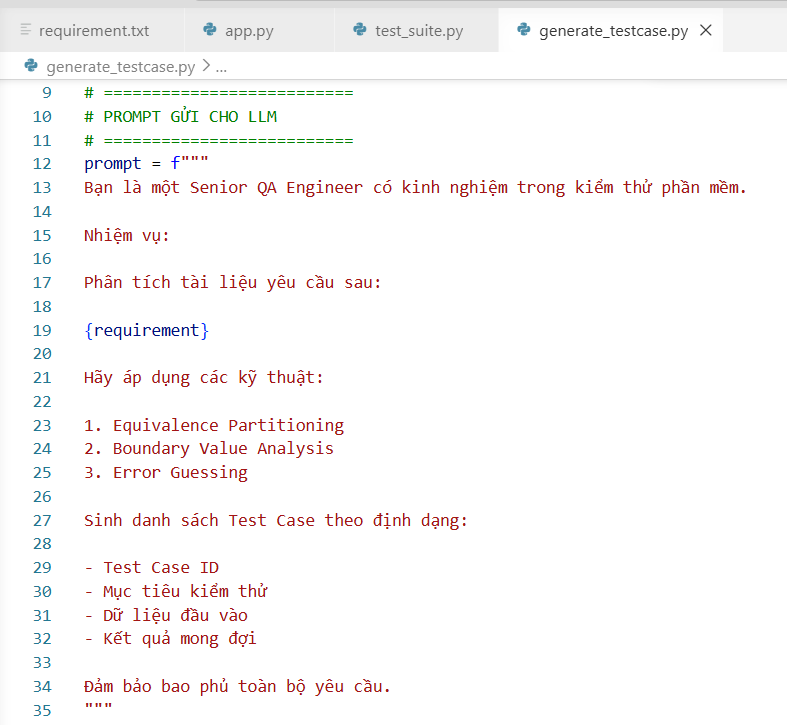 requirement.txt app.py test_suite.py generate_testcase.py
generate_testcase.py > ...
9 # ==========================
10 # PROMPT GỬI CHO LLM
11 # ==========================
12 prompt = f"""
13 Bạn là một Senior QA Engineer có kinh nghiệm trong kiểm thử phần mềm.
14
15 Nhiệm vụ:
16
17 Phân tích tài liệu yêu cầu sau:
18
19 {requirement}
20
21 Hãy áp dụng các kỹ thuật:
22
23 1. Equivalence Partitioning
24 2. Boundary Value Analysis
25 3. Error Guessing
26
27 Sinh danh sách Test Case theo định dạng:
28
29 - Test Case ID
30 - Mục tiêu kiểm thử
31 - Dữ liệu đầu vào
32 - Kết quả mong đợi
33
34 Đảm bảo bao phủ toàn bộ yêu cầu.
35 """